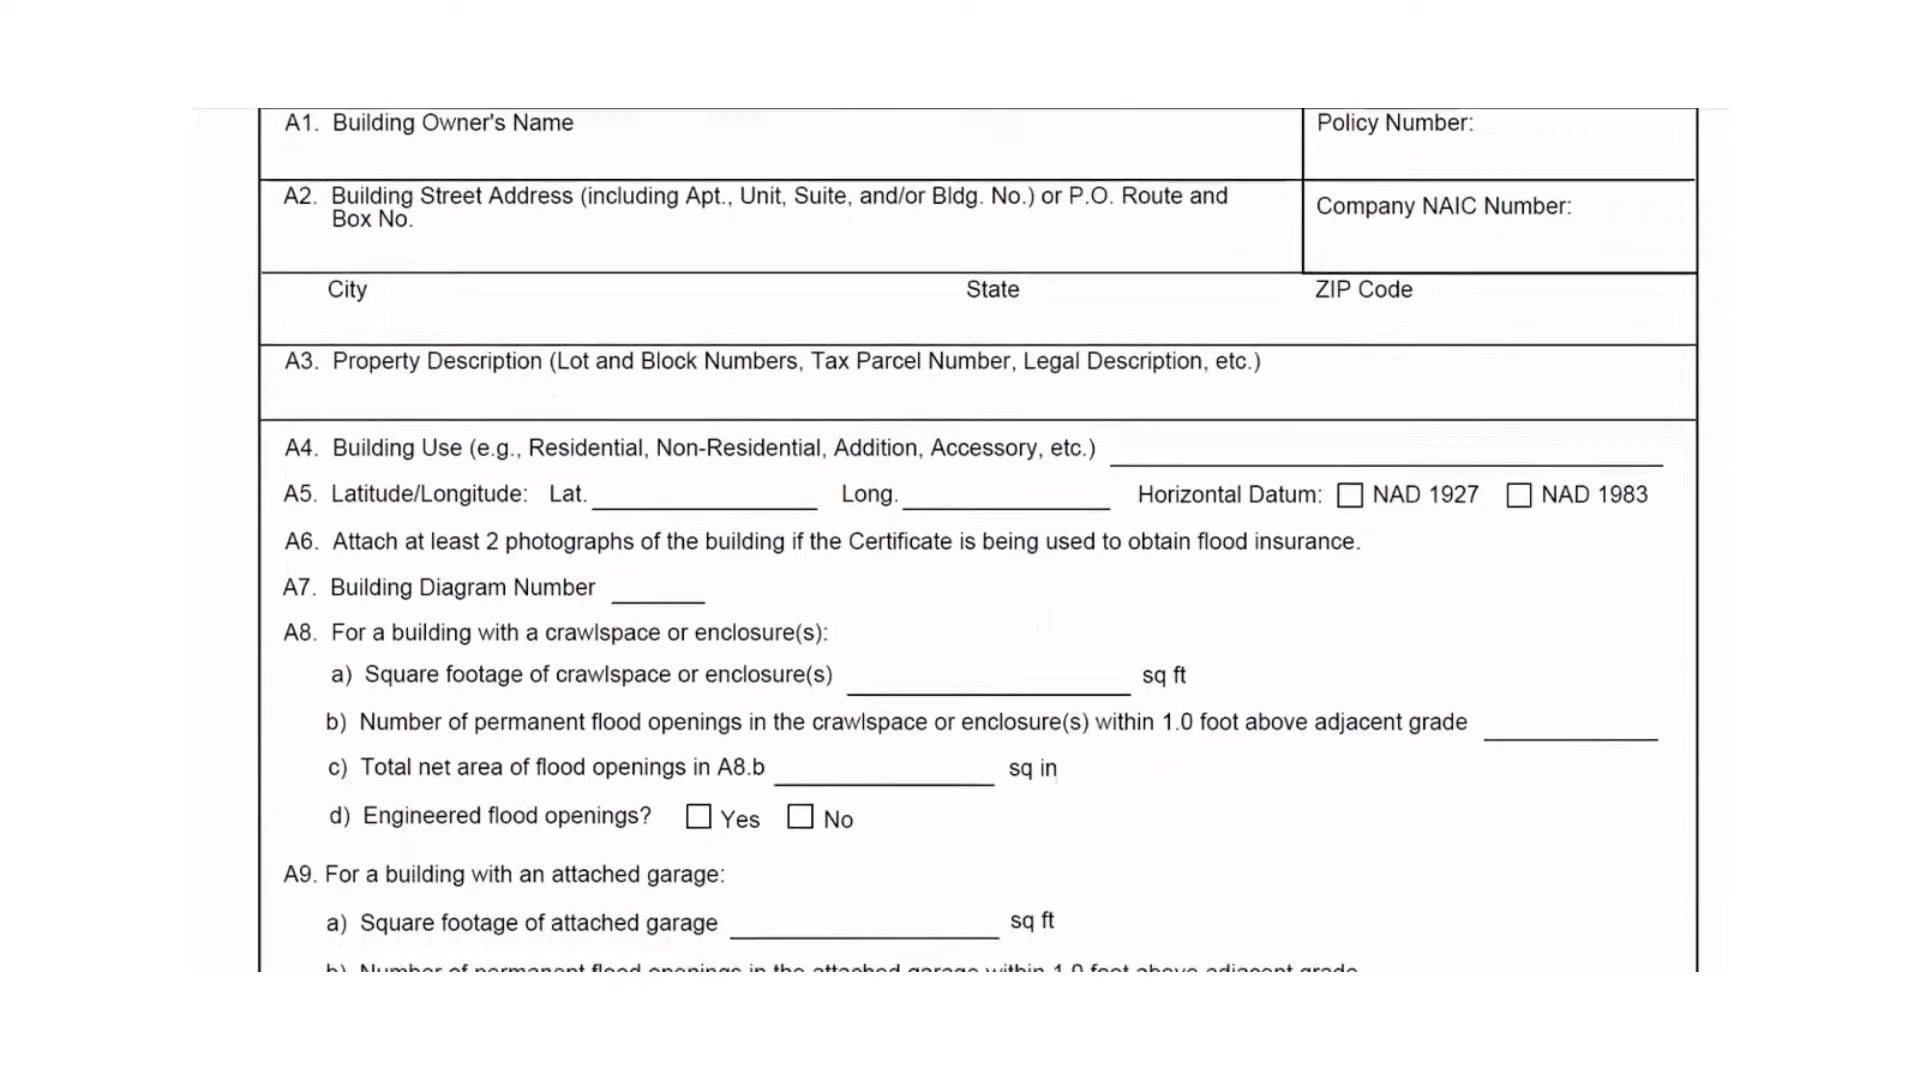 A1. Building Owner's Name
Policy Number:
A2. Building Street Address (including Apt., Unit, Suite, and/or Bldg. No.) or P.O. Route and
Box No.
Company NAIC Number:
City State ZIP Code
A3. Property Description (Lot and Block Numbers, Tax Parcel Number, Legal Description, etc.)
A4. Building Use (e.g., Residential, Non-Residential, Addition, Accessory, etc.)
A5. Latitude/Longitude: Lat. Long. Horizontal Datum: NAD 1927 NAD 1983
A6. Attach at least 2 photographs of the building if the Certificate is being used to obtain flood insurance.
A7. Building Diagram Number
A8. For a building with a crawlspace or enclosure(s):
a) Square footage of crawlspace or enclosure(s) sq ft
b) Number of permanent flood openings in the crawlspace or enclosure(s) within 1.0 foot above adjacent grade
c) Total net area of flood openings in A8.b sq in
d) Engineered flood openings? Yes No
A9. For a building with an attached garage:
a) Square footage of attached garage sq ft
b) Number of permanent flood openings in the attached garage within 1.0 foot above adjacent grade